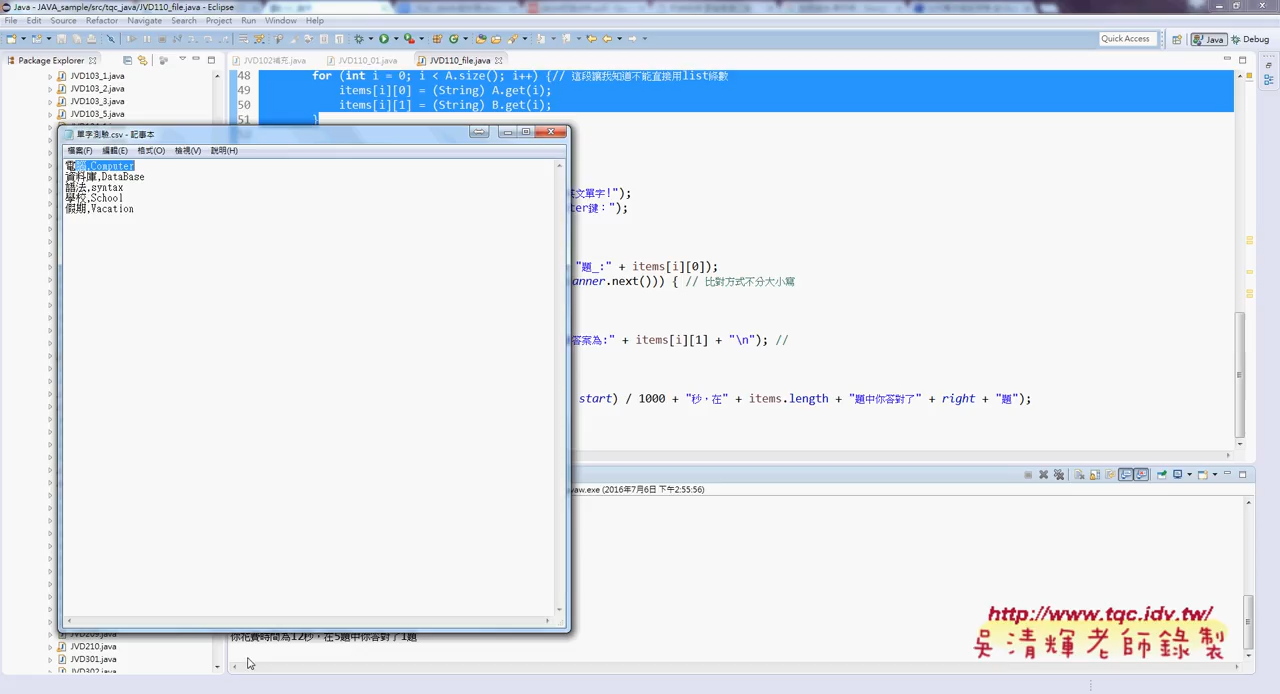 Java - JAVA_sample/src/tqc_java/JVD110_file.java - Eclipse
File Edit Source Refactor Navigate Search Project Run Window Help
Quick Access
Java
Debug
Package Explorer
JVD102補充.java
JVD110_01.java
JVD110_file.java
JVD103_1.java
JVD103_2.java
JVD103_3.java
JVD103_5.java
48 for (int i = 0; i < A.size(); i++) {// 這段讓我知道不能直接用list條數
49 items[i][0] = (String) A.get(i);
50 items[i][1] = (String) B.get(i);
51 }
單字測驗.csv - 記事本
檔案(F) 編輯(E) 格式(O) 檢視(V) 說明(H)
電腦,Computer
資料庫,DataBase
語法,syntax
學校,School
假期,Vacation
文單字!");
ter鍵：");
"題_:" + items[i][0]);
anner.next())) { // 比對方式不分大小寫
答案為:" + items[i][1] + "\n"); //
start) / 1000 + "秒，在" + items.length + "題中你答對了" + right + "題");
aw.exe (2016年7月6日 下午2:55:56)
你花費時間為12秒，在5題中你答對了1題
JVD209.java
JVD210.java
JVD301.java
JVD302.java
http://www.tqc.idv.tw/
吳清輝老師錄製